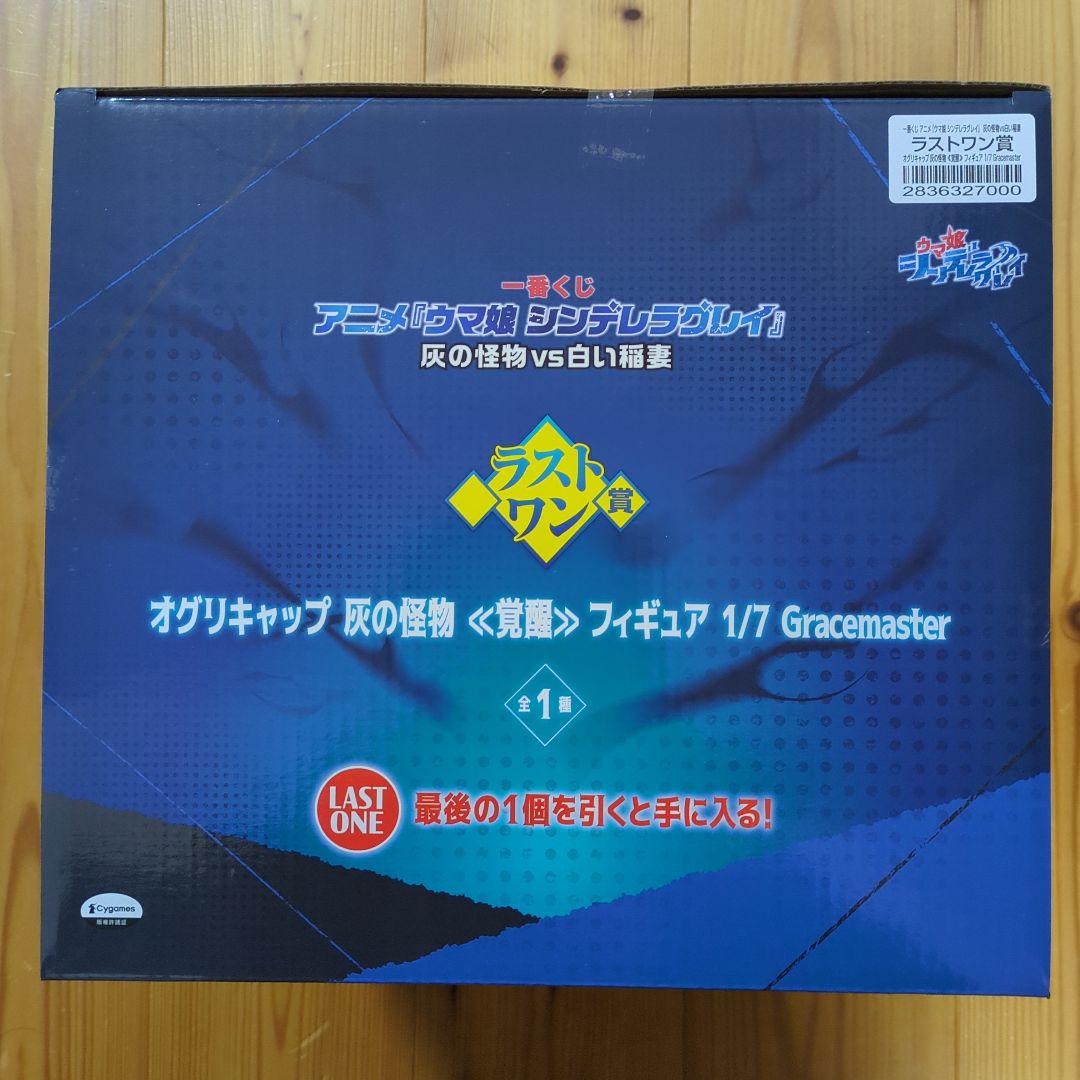 一番くじ アニメ『ウマ娘 シンデレラグレイ』 灰の怪物vs白い稲妻
ラストワン賞
オグリキャップ 灰の怪物 ≪覚醒≫ フィギュア 1/7 Gracemaster
2836327000
ウマ娘
シンデレラグレイ
一番くじ
アニメ『ウマ娘 シンデレラグレイ』
灰の怪物vs白い稲妻
ラスト
ワン
賞
オグリキャップ 灰の怪物 ≪覚醒≫ フィギュア 1/7 Gracemaster
全1種
LAST
ONE
最後の1個を引くと手に入る!
Cygames
版権許諾証